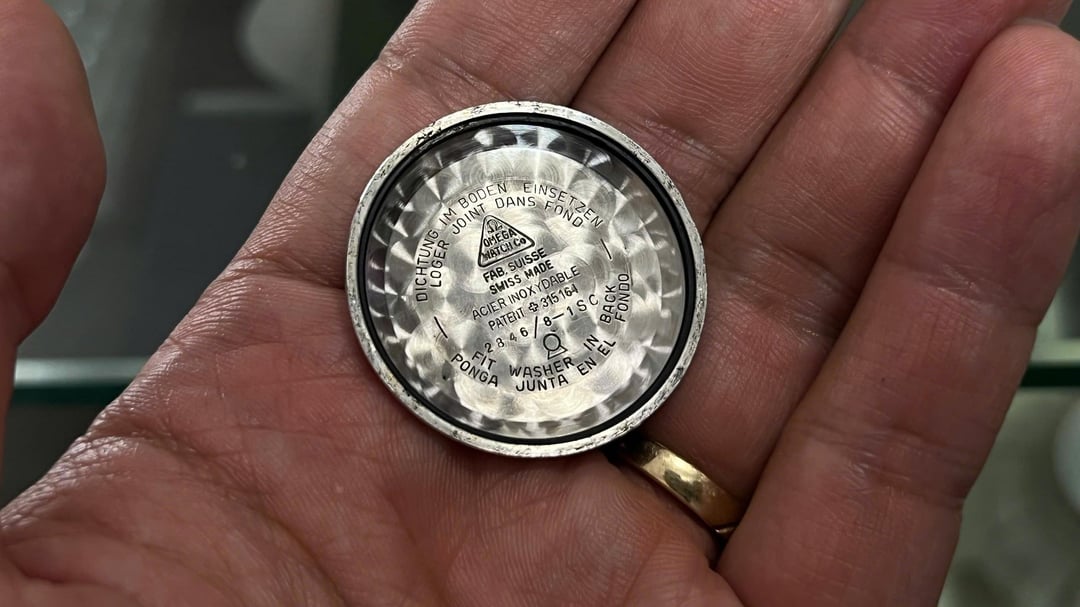 DICHTUNG IM BODEN EINSETZEN
LOGER JOINT DANS FOND
Ω
OMEGA
WATCH Co
FAB. SUISSE
SWISS MADE
ACIER INOXYDABLE
PATENT ✠ 315164
2846/8-1SC
FIT WASHER IN BACK
PONGA JUNTA EN EL FONDO